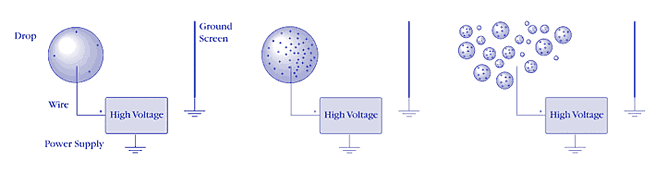 Drop
Ground
Screen
Wire
+
High Voltage
Power Supply
+
High Voltage
+
High Voltage